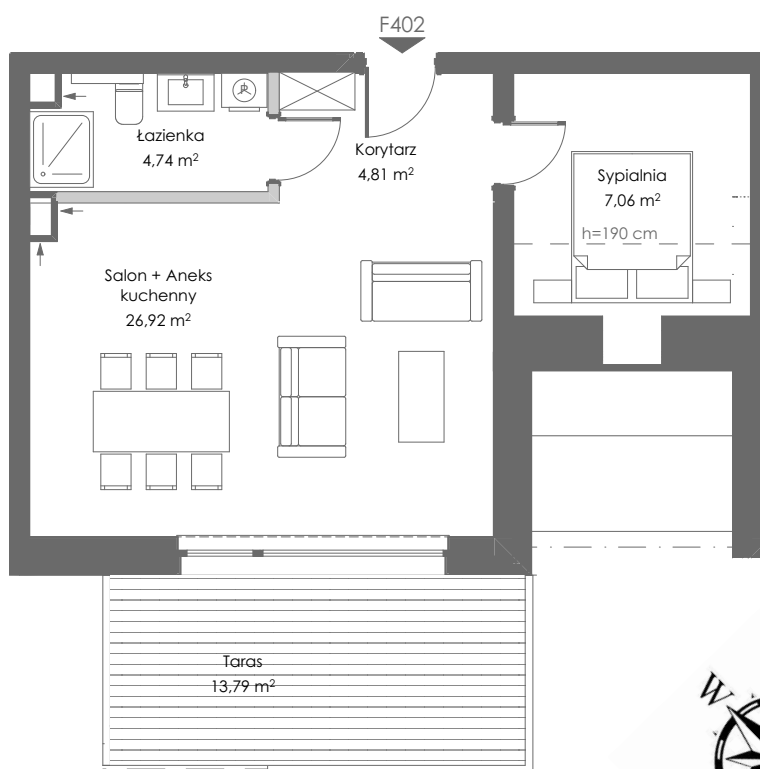 F402
Łazienka
4,74 m²
Korytarz
4,81 m²
Sypialnia
7,06 m²
h=190 cm
Salon + Aneks
kuchenny
26,92 m²
Taras
13,79 m²
W